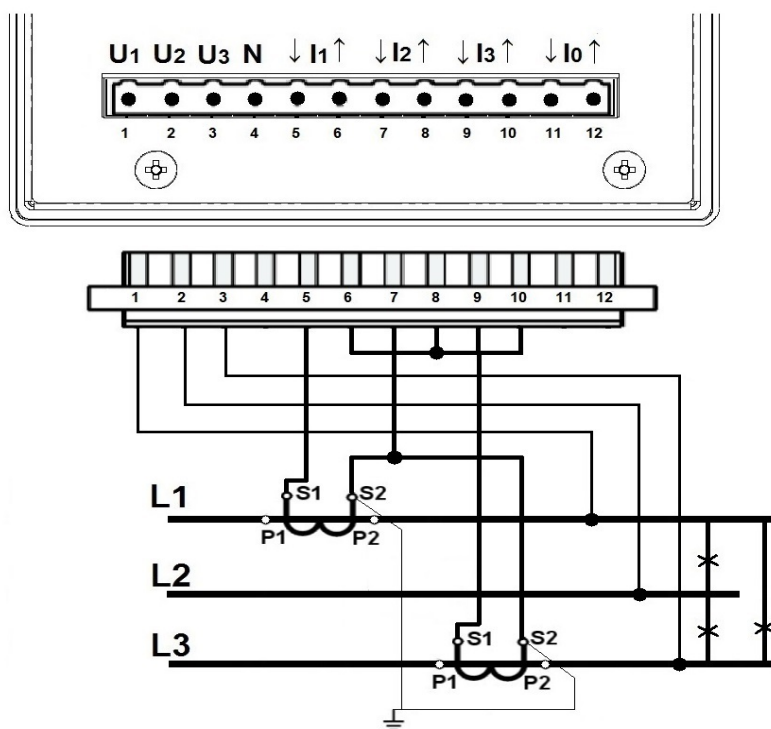 U1 U2 U3 N ↓ I1 ↑ ↓ I2 ↑ ↓ I3 ↑ ↓ I0 ↑
1 2 3 4 5 6 7 8 9 10 11 12
1 2 3 4 5 6 7 8 9 10 11 12
S1 S2
L1
P1 P2
L2
S1 S2
L3
P1 P2